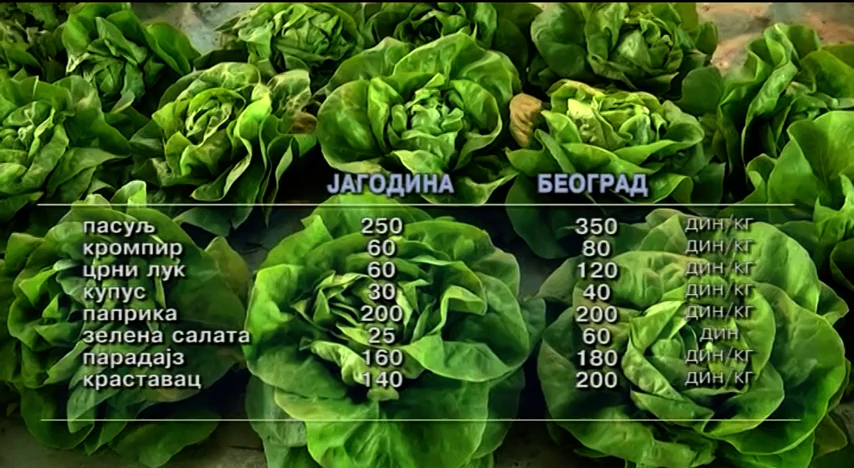 ЈАГОДИНА БЕОГРАД
пасуљ 250 350 дин/кг
кромпир 60 80 дин/кг
црни лук 60 120 дин/кг
купус 30 40 дин/кг
паприка 200 200 дин/кг
зелена салата 25 60 дин
парадајз 160 180 дин/кг
краставац 140 200 дин/кг